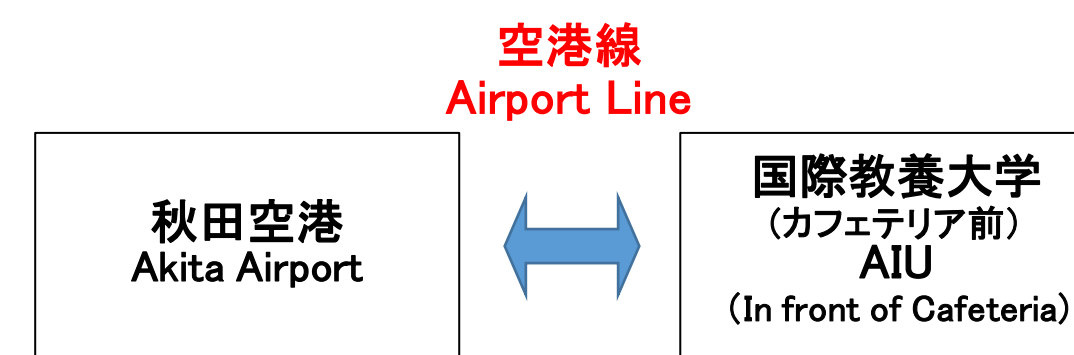 空港線
Airport Line
秋田空港
Akita Airport
国際教養大学
（カフェテリア前）
AIU
（In front of Cafeteria）